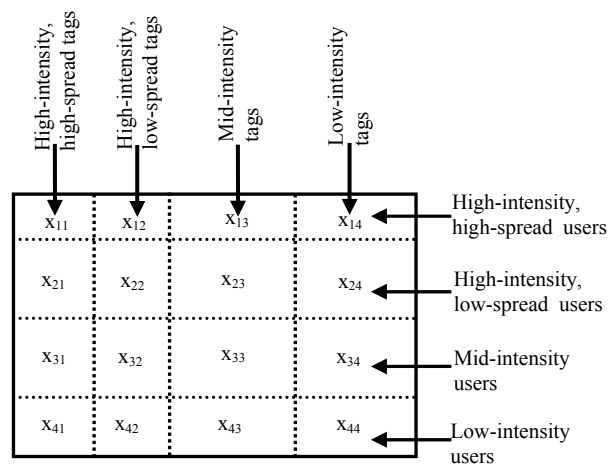 High-intensity,
high-spread tags
High-intensity,
low-spread tags
Mid-intensity
tags
Low-intensity
tags
x11 x12 x13 x14
High-intensity,
high-spread users
x21 x22 x23 x24
High-intensity,
low-spread users
x31 x32 x33 x34
Mid-intensity
users
x41 x42 x43 x44
Low-intensity
users